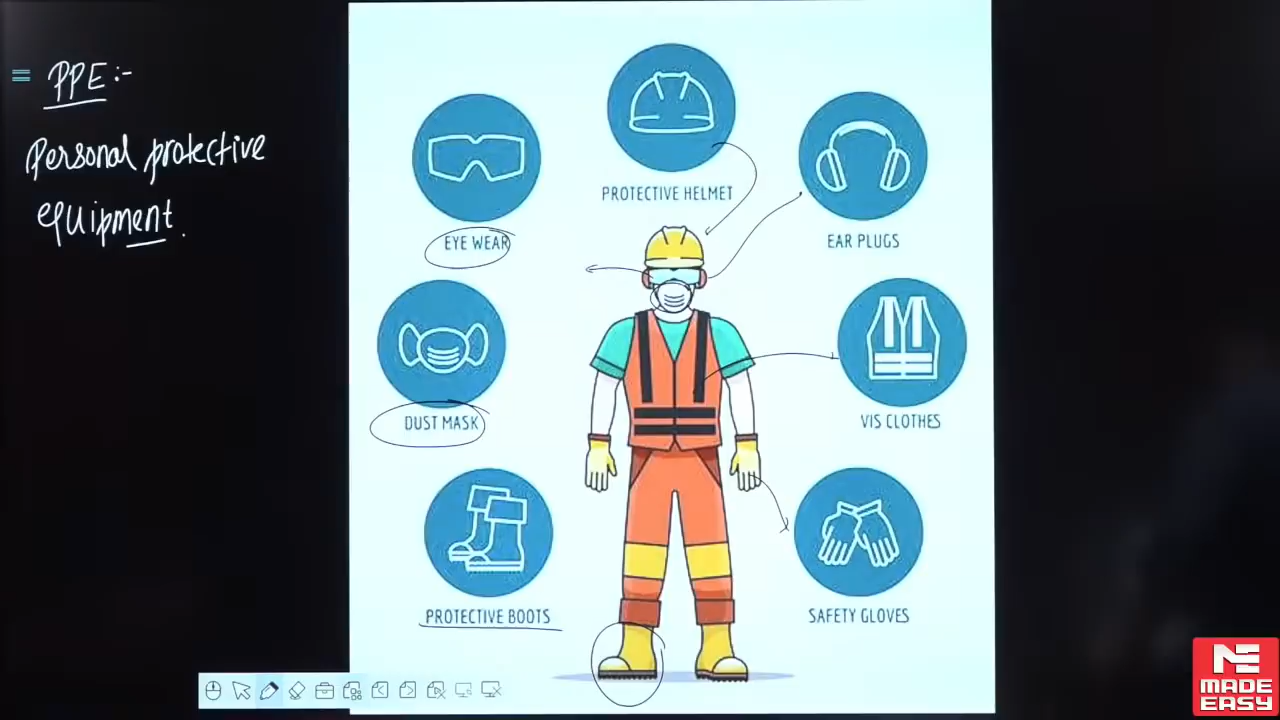 PPE :-
Personal protective
equipment.
PROTECTIVE HELMET
EYE WEAR
EAR PLUGS
DUST MASK
VIS CLOTHES
PROTECTIVE BOOTS
SAFETY GLOVES
MADE
EASY